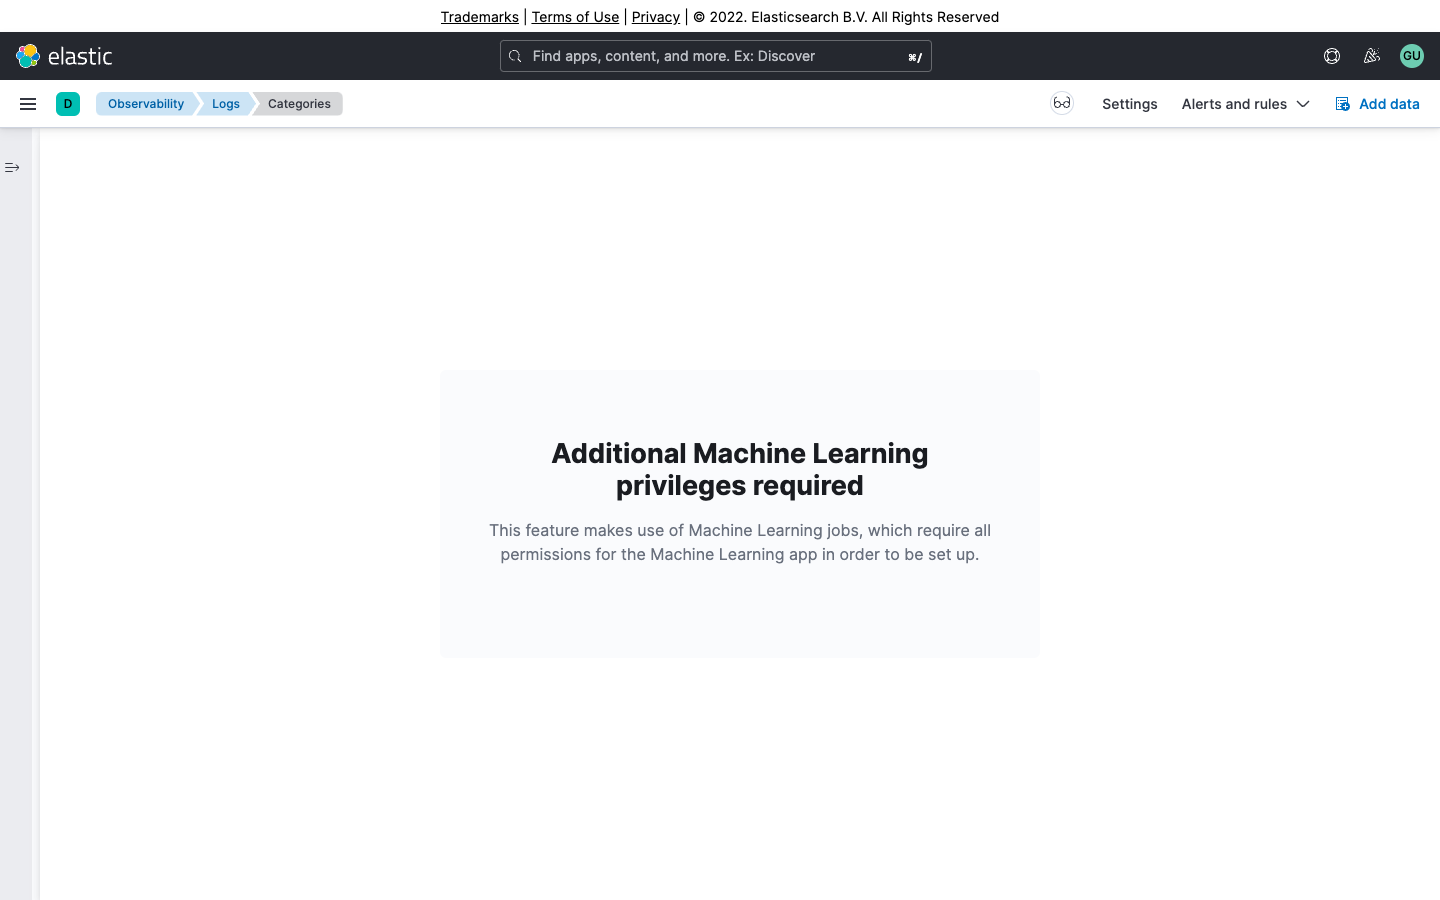 Trademarks | Terms of Use | Privacy | © 2022. Elasticsearch B.V. All Rights Reserved
elastic Find apps, content, and more. Ex: Discover ⌘/ GU
D Observability Logs Categories Settings Alerts and rules Add data
Additional Machine Learning
privileges required
This feature makes use of Machine Learning jobs, which require all
permissions for the Machine Learning app in order to be set up.